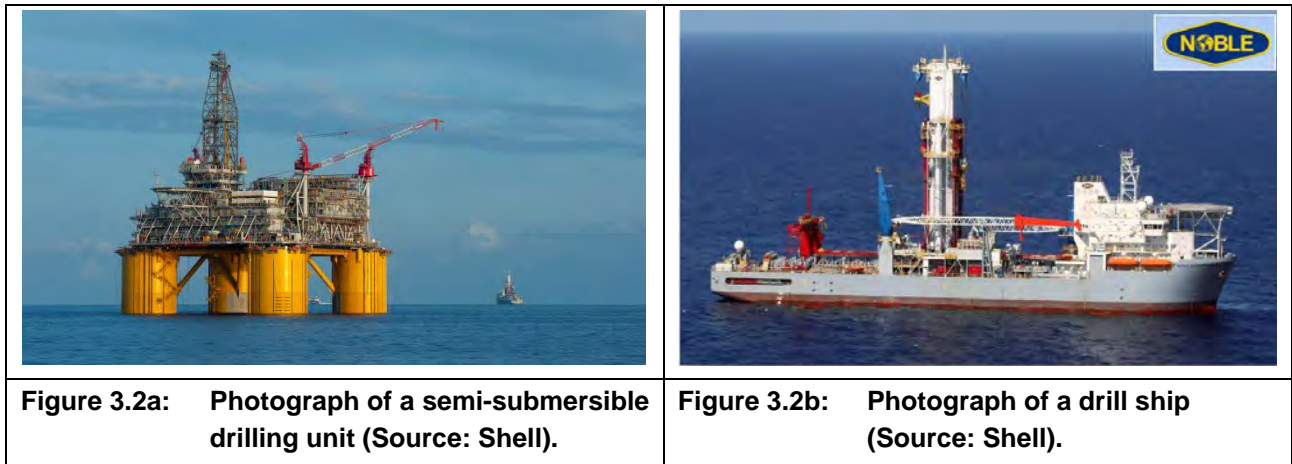 NOBLE
Figure 3.2a: Photograph of a semi-submersible
drilling unit (Source: Shell).
Figure 3.2b: Photograph of a drill ship
(Source: Shell).